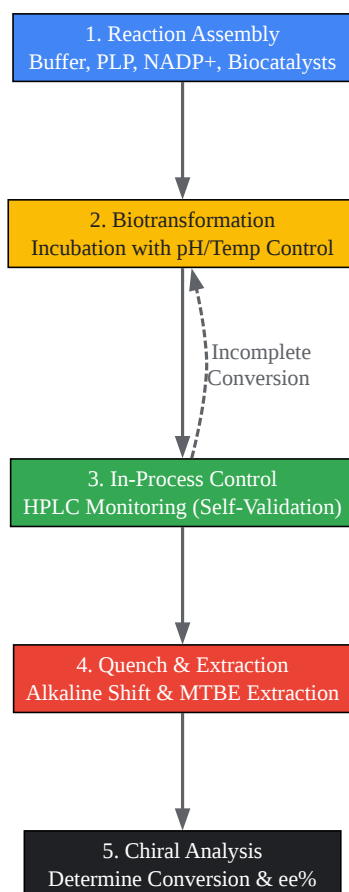 1. Reaction Assembly
Buffer, PLP, NADP+, Biocatalysts
2. Biotransformation
Incubation with pH/Temp Control
Incomplete
Conversion
3. In-Process Control
HPLC Monitoring (Self-Validation)
4. Quench & Extraction
Alkaline Shift & MTBE Extraction
5. Chiral Analysis
Determine Conversion & ee%